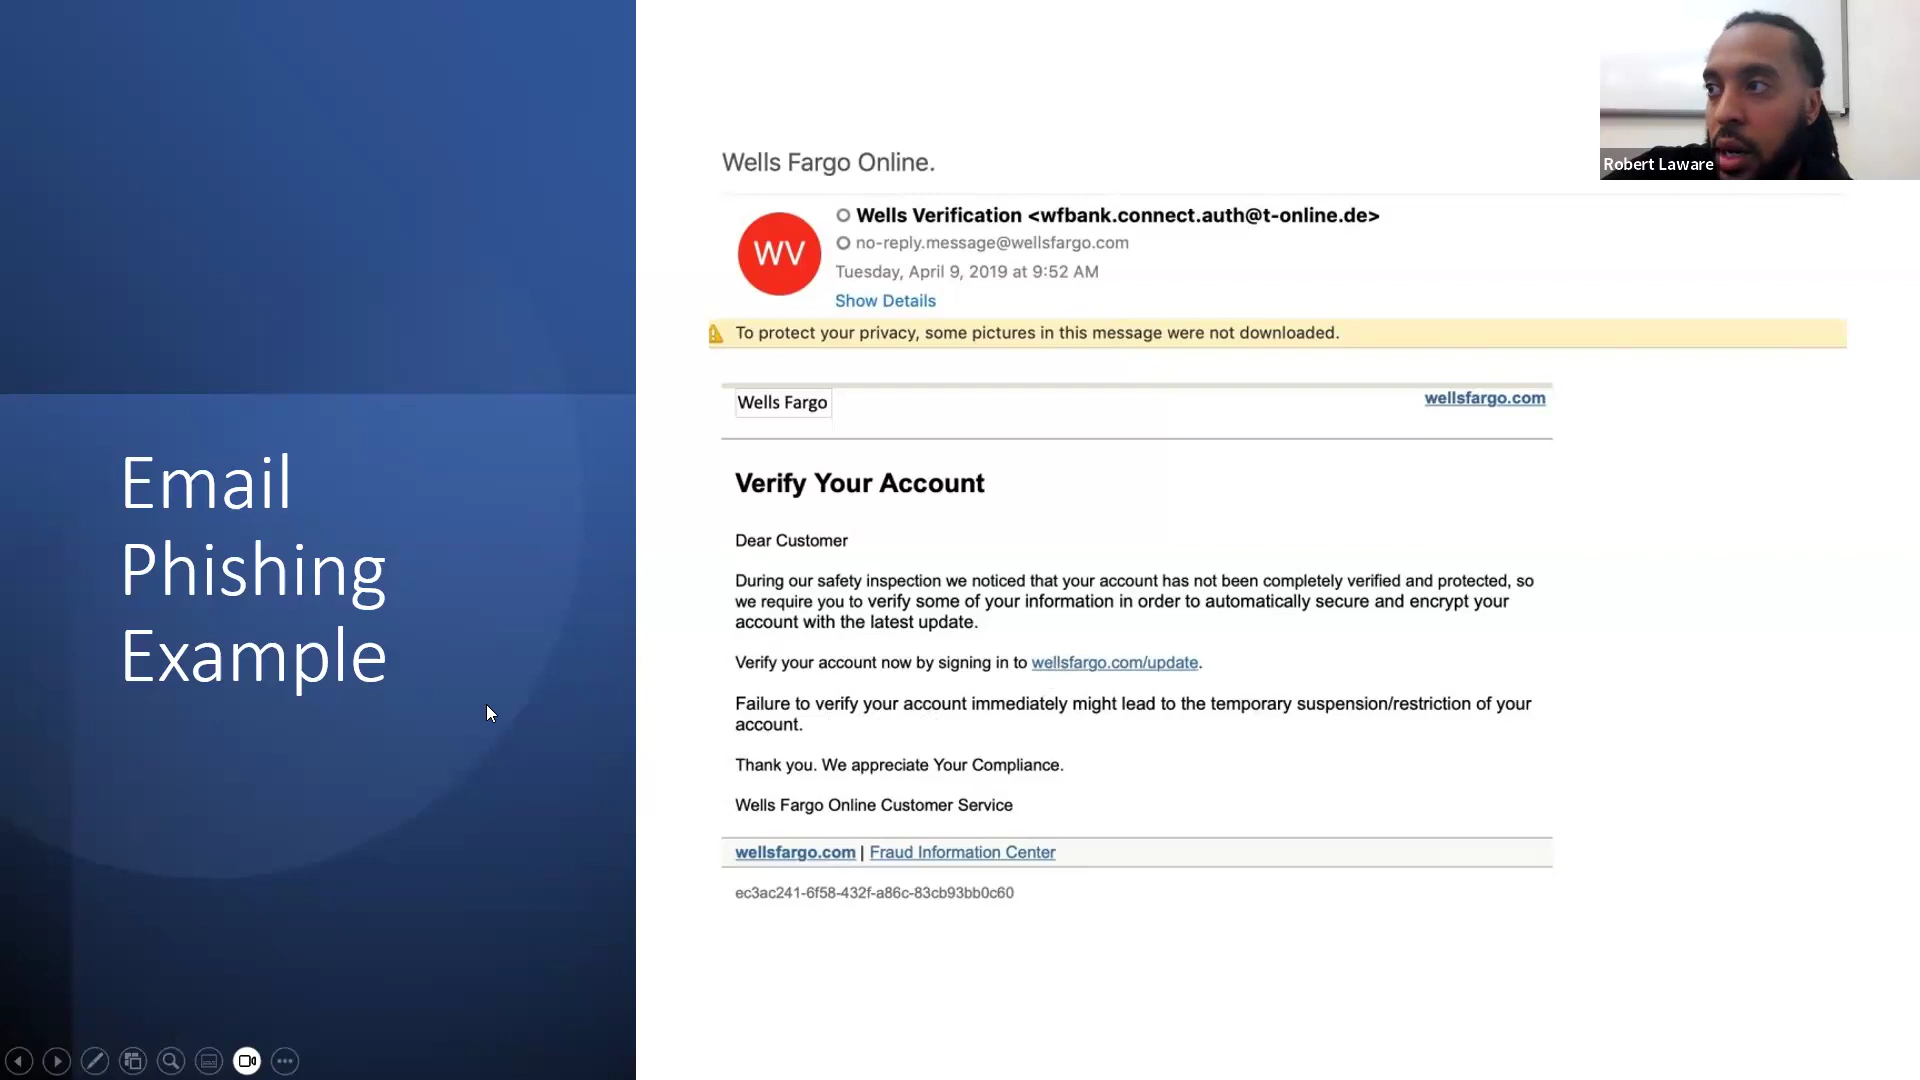 Email
Phishing
Example
Wells Fargo Online.
WV
Wells Verification <wfbank.connect.auth@t-online.de>
no-reply.message@wellsfargo.com
Tuesday, April 9, 2019 at 9:52 AM
Show Details
To protect your privacy, some pictures in this message were not downloaded.
Wells Fargo
wellsfargo.com
Verify Your Account
Dear Customer
During our safety inspection we noticed that your account has not been completely verified and protected, so
we require you to verify some of your information in order to automatically secure and encrypt your
account with the latest update.
Verify your account now by signing in to wellsfargo.com/update.
Failure to verify your account immediately might lead to the temporary suspension/restriction of your
account.
Thank you. We appreciate Your Compliance.
Wells Fargo Online Customer Service
wellsfargo.com | Fraud Information Center
ec3ac241-6f58-432f-a86c-83cb93bb0c60
Robert Laware